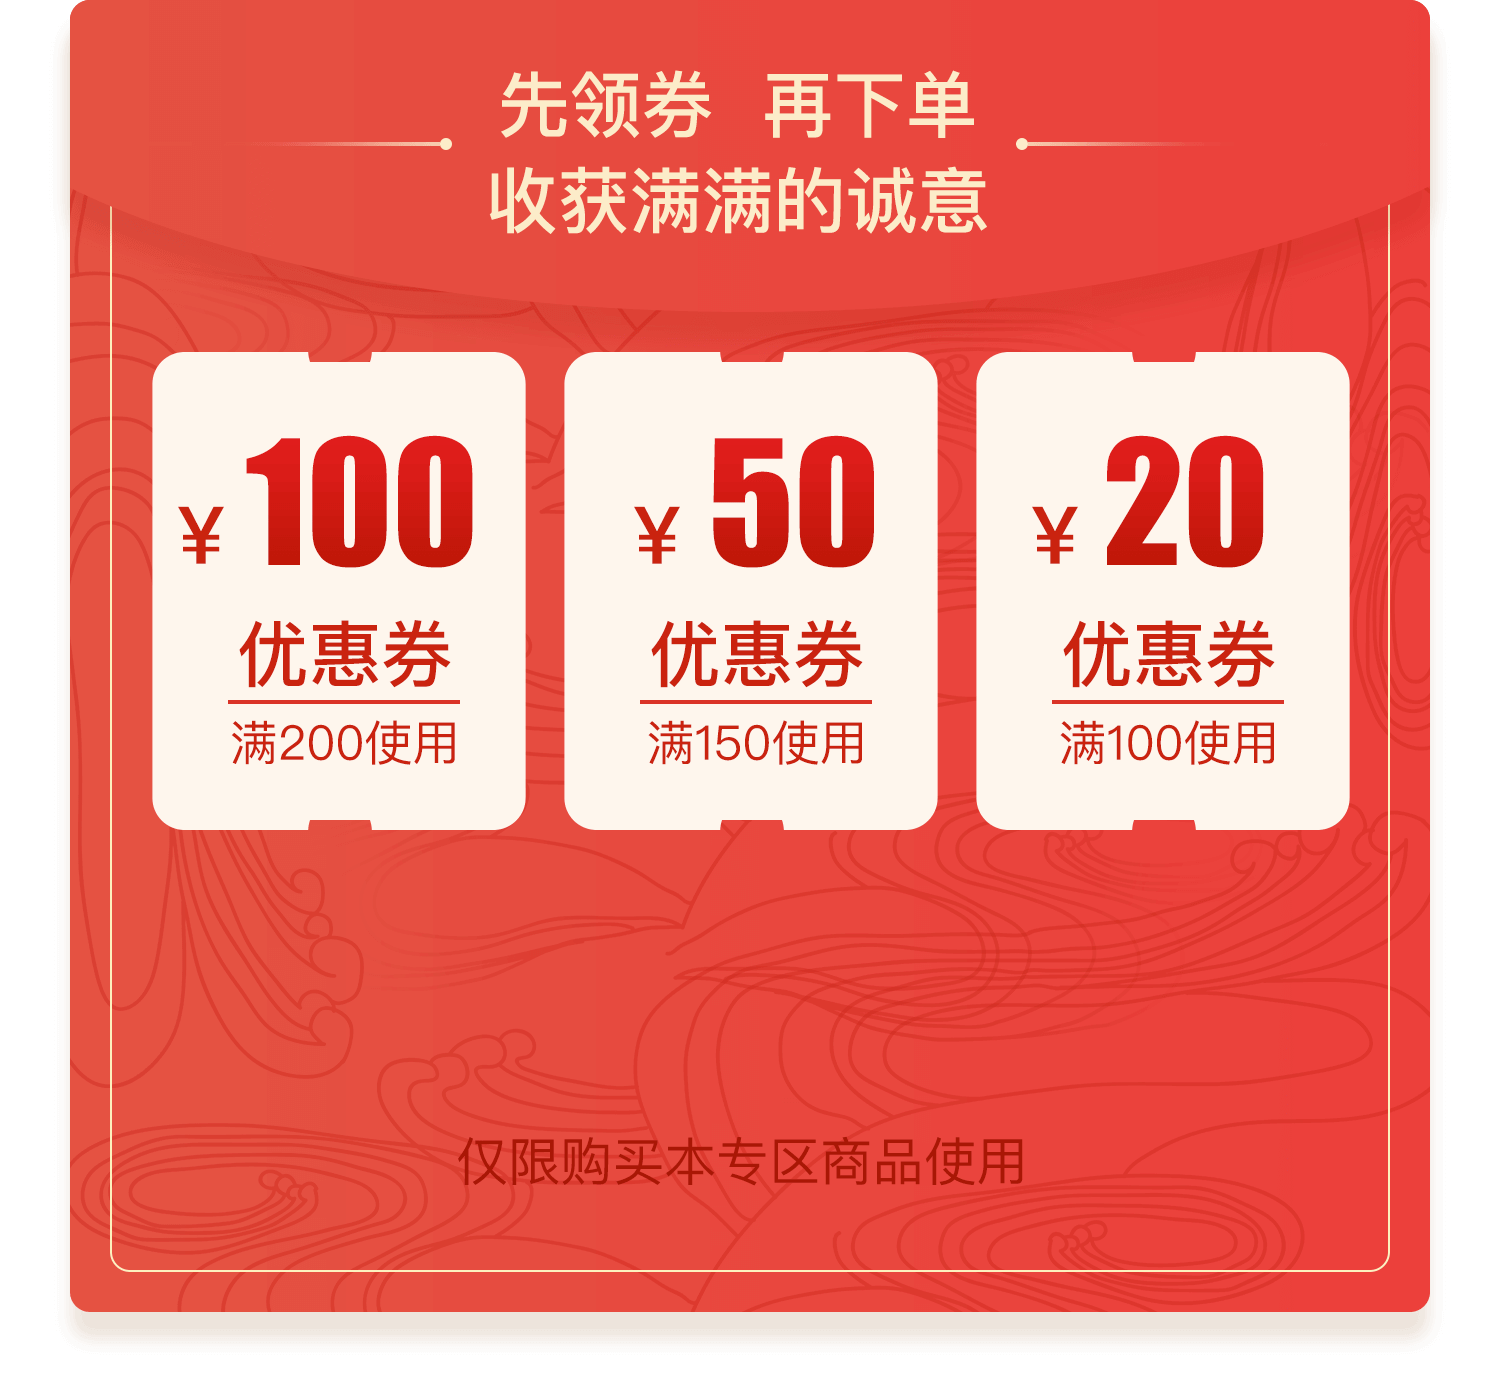 先领券 再下单
收获满满的诚意
¥100
优惠券
满200使用
¥50
优惠券
满150使用
¥20
优惠券
满100使用
仅限购买本专区商品使用